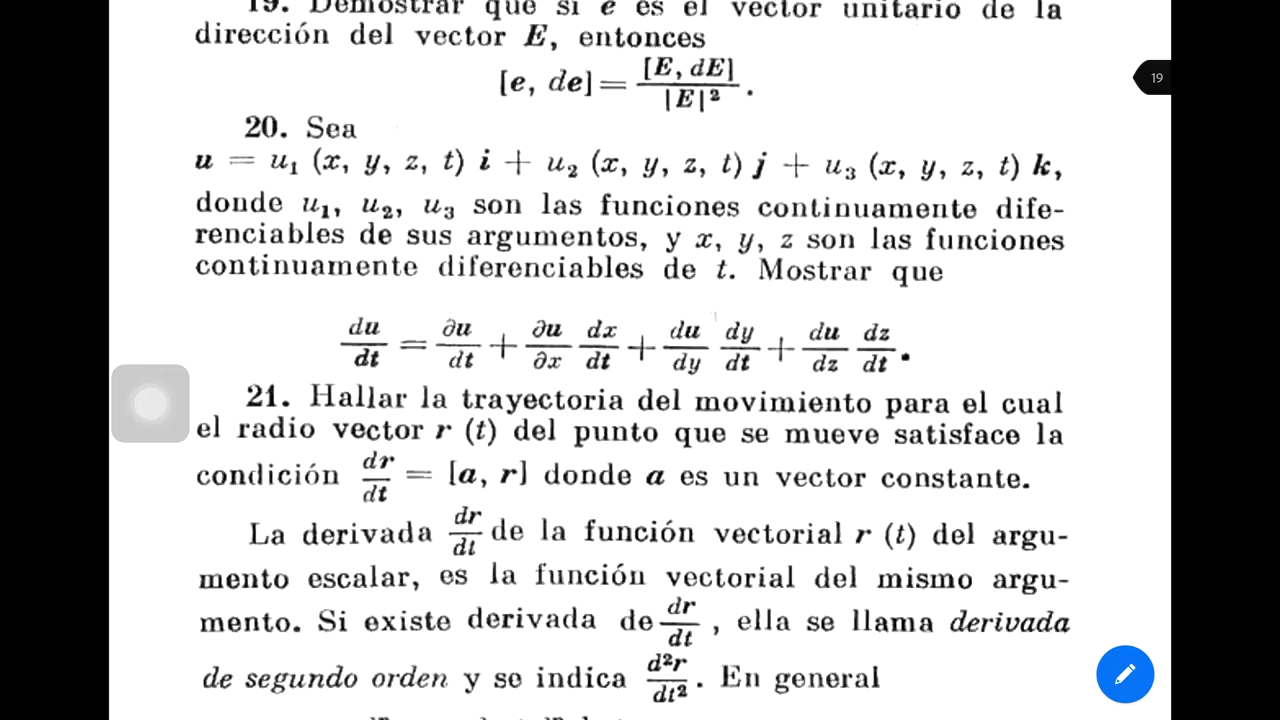 19. Demostrar que si e es el vector unitario de la
dirección del vector E, entonces
[e, de] = [E, dE] / |E|² .
20. Sea
u = u₁ (x, y, z, t) i + u₂ (x, y, z, t) j + u₃ (x, y, z, t) k,
donde u₁, u₂, u₃ son las funciones continuamente dife-
renciables de sus argumentos, y x, y, z son las funciones
continuamente diferenciables de t. Mostrar que
du/dt = ∂u/dt + ∂u/∂x dx/dt + du/dy dy/dt + du/dz dz/dt .
21. Hallar la trayectoria del movimiento para el cual
el radio vector r (t) del punto que se mueve satisface la
condición dr/dt = [a, r] donde a es un vector constante.
La derivada dr/dt de la función vectorial r (t) del argu-
mento escalar, es la función vectorial del mismo argu-
mento. Si existe derivada de dr/dt , ella se llama derivada
de segundo orden y se indica d²r/dt² . En general
19